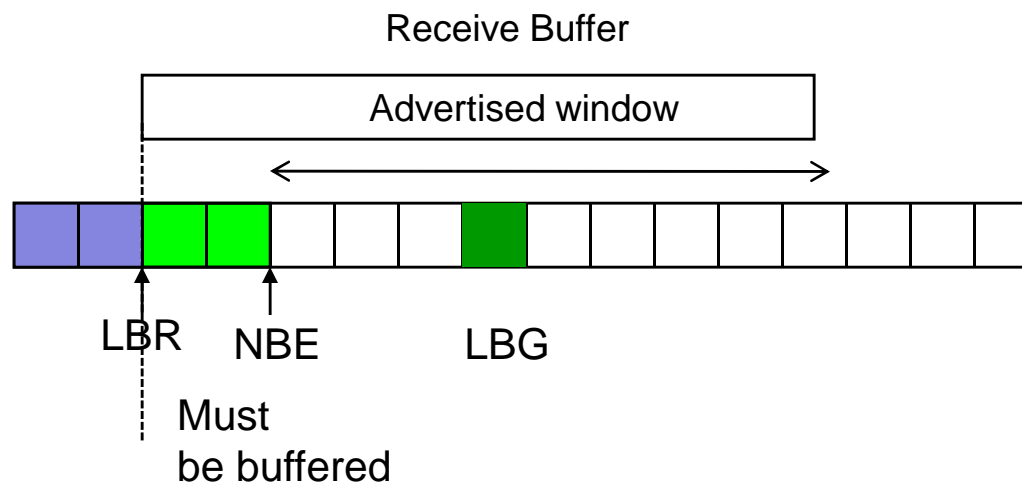 Receive Buffer
Advertised window
LBR
NBE
LBG
Must
be buffered